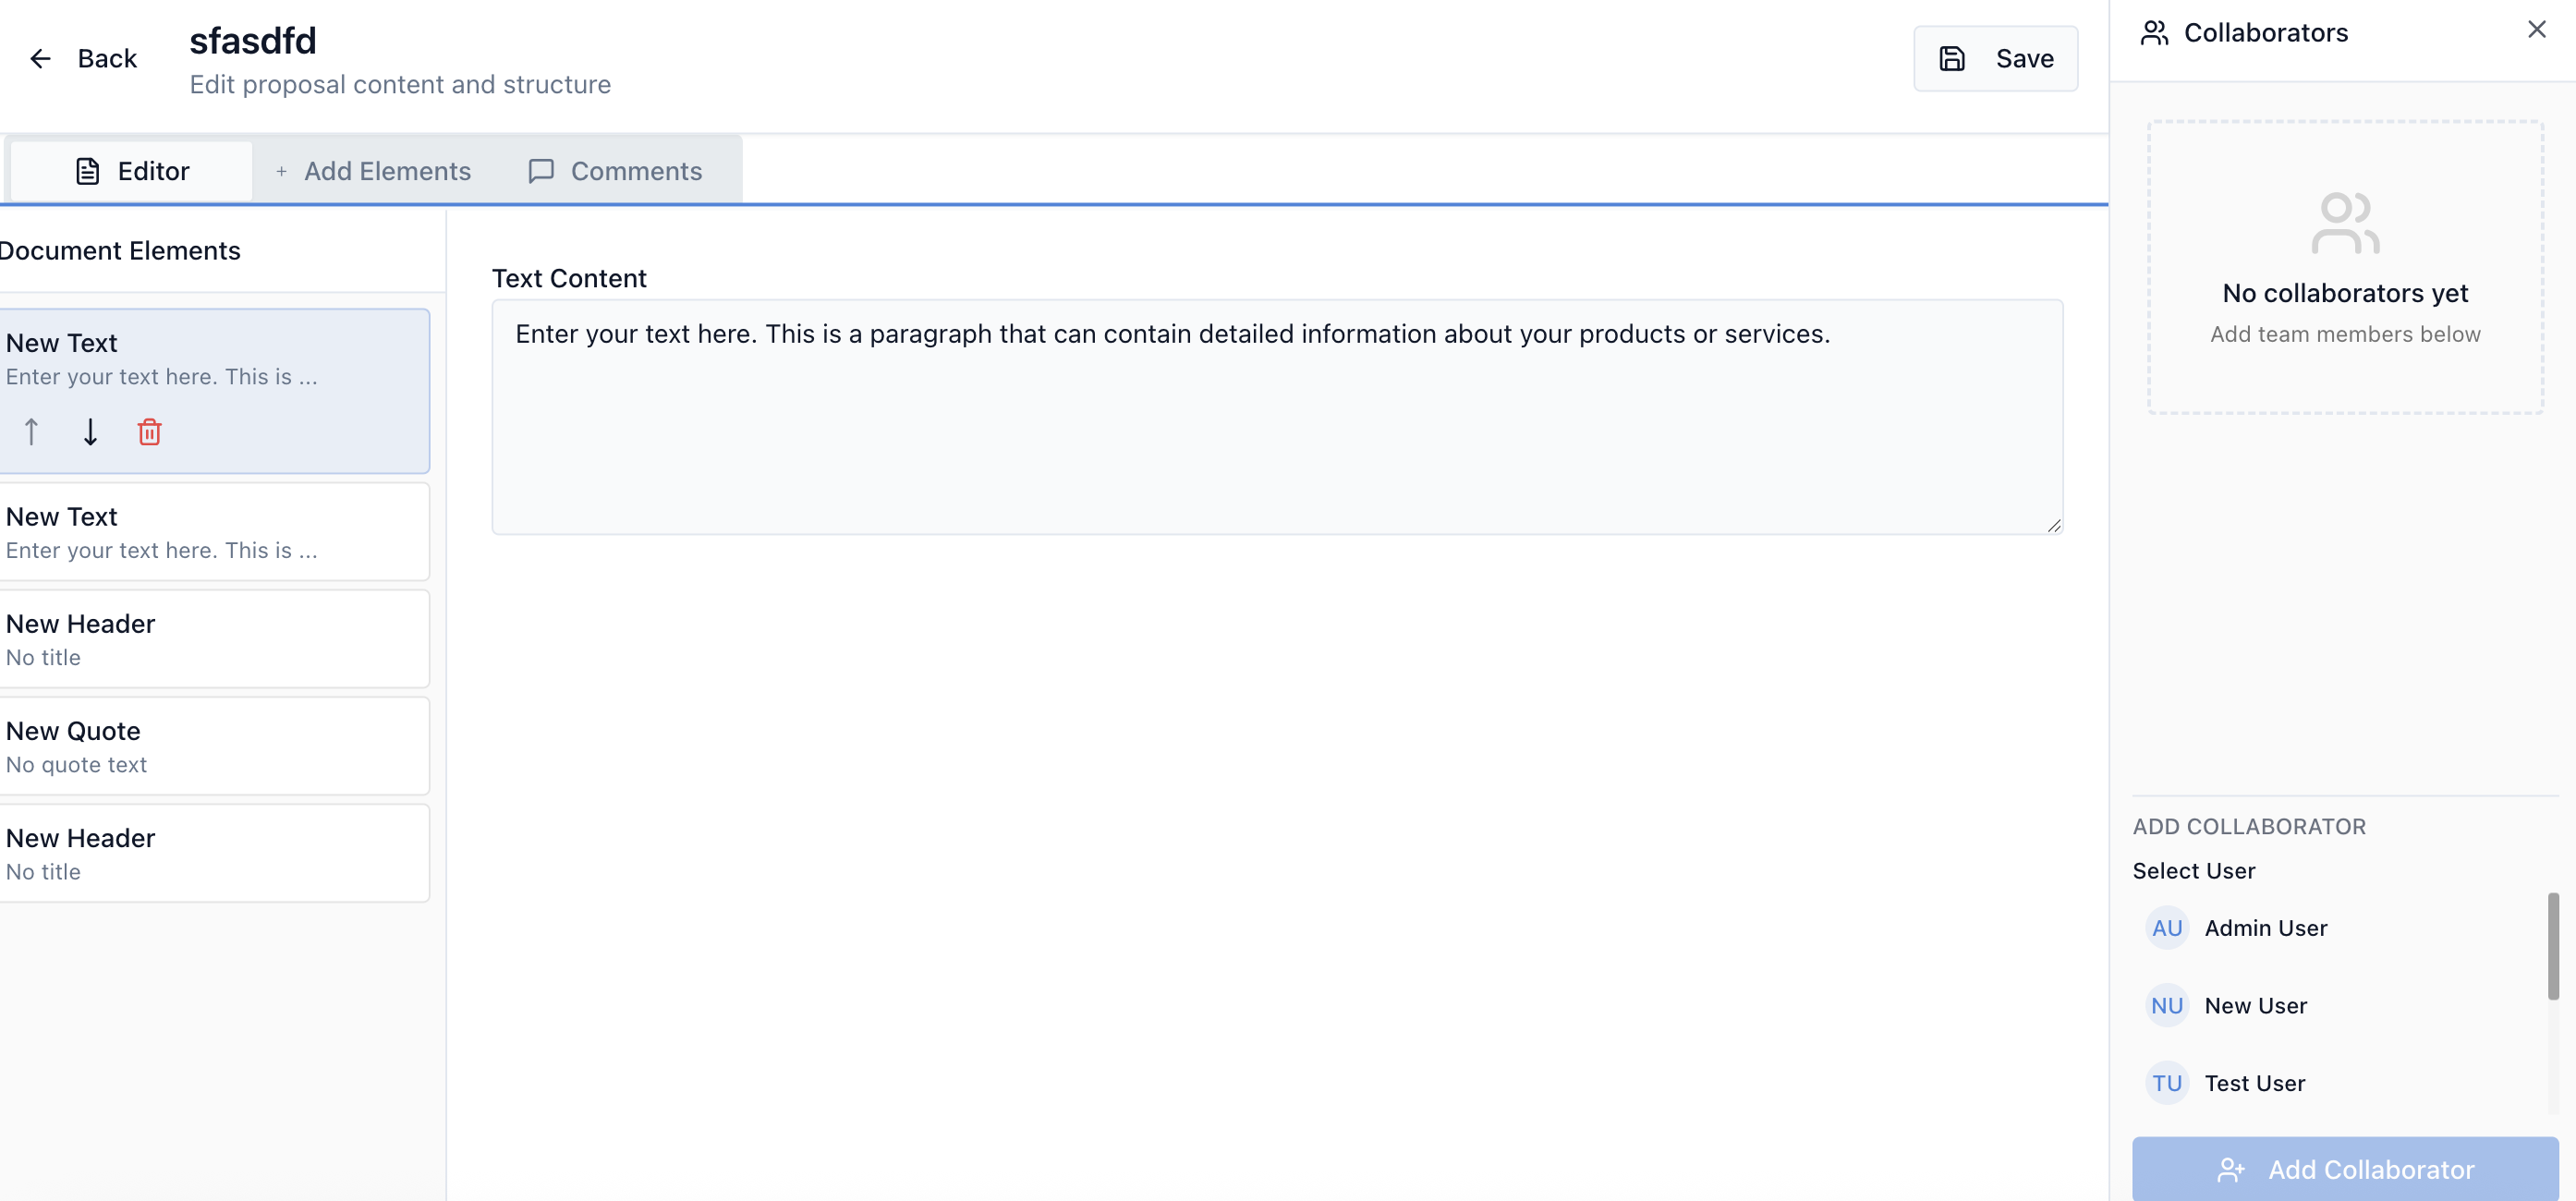 Back
sfasdfd
Edit proposal content and structure
Save
Editor
+ Add Elements
Comments
Document Elements
New Text
Enter your text here. This is ...
New Text
Enter your text here. This is ...
New Header
No title
New Quote
No quote text
New Header
No title
Text Content
Enter your text here. This is a paragraph that can contain detailed information about your products or services.
Collaborators
No collaborators yet
Add team members below
ADD COLLABORATOR
Select User
AU Admin User
NU New User
TU Test User
Add Collaborator